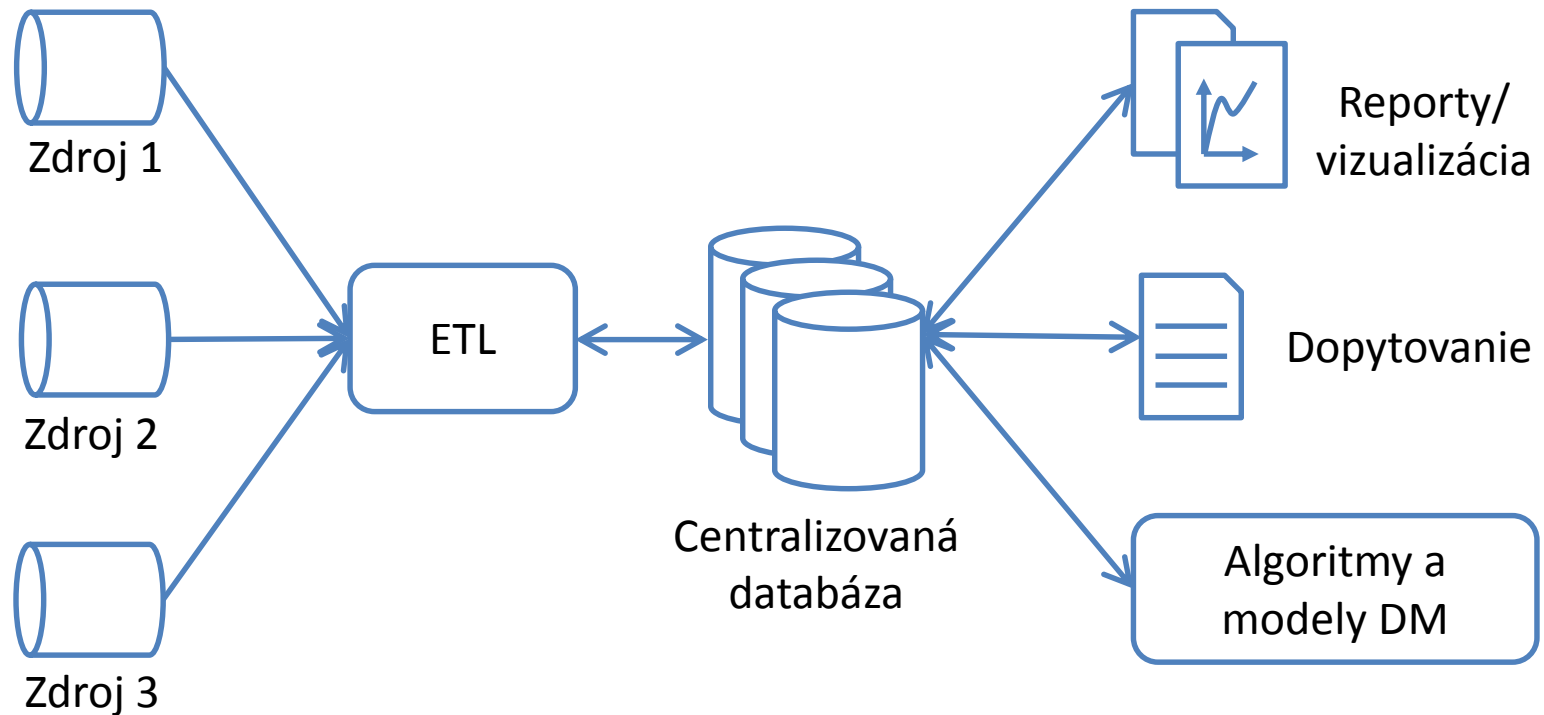 Zdroj 1
Zdroj 2
Zdroj 3
ETL
Centralizovaná
databáza
Reporty/
vizualizácia
Dopytovanie
Algoritmy a
modely DM